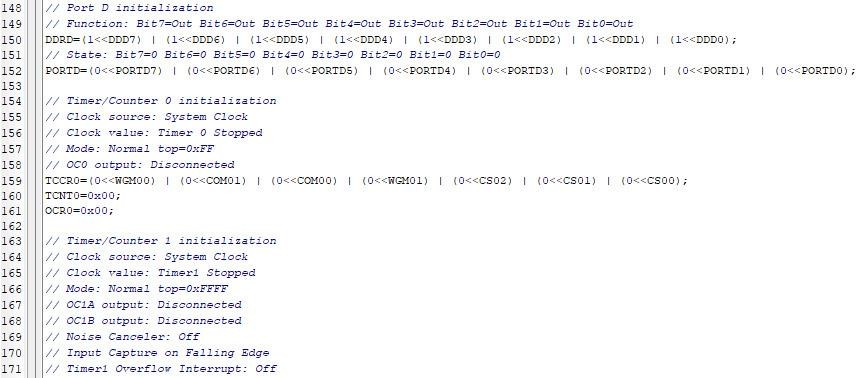 148 // Port D initialization
149 // Function: Bit7=Out Bit6=Out Bit5=Out Bit4=Out Bit3=Out Bit2=Out Bit1=Out Bit0=Out
150 DDRD=(1<<DDD7) | (1<<DDD6) | (1<<DDD5) | (1<<DDD4) | (1<<DDD3) | (1<<DDD2) | (1<<DDD1) | (1<<DDD0);
151 // State: Bit7=0 Bit6=0 Bit5=0 Bit4=0 Bit3=0 Bit2=0 Bit1=0 Bit0=0
152 PORTD=(0<<PORTD7) | (0<<PORTD6) | (0<<PORTD5) | (0<<PORTD4) | (0<<PORTD3) | (0<<PORTD2) | (0<<PORTD1) | (0<<PORTD0);
153
154 // Timer/Counter 0 initialization
155 // Clock source: System Clock
156 // Clock value: Timer 0 Stopped
157 // Mode: Normal top=0xFF
158 // OC0 output: Disconnected
159 TCCR0=(0<<WGM00) | (0<<COM01) | (0<<COM00) | (0<<WGM01) | (0<<CS02) | (0<<CS01) | (0<<CS00);
160 TCNT0=0x00;
161 OCR0=0x00;
162
163 // Timer/Counter 1 initialization
164 // Clock source: System Clock
165 // Clock value: Timer1 Stopped
166 // Mode: Normal top=0xFFFF
167 // OC1A output: Disconnected
168 // OC1B output: Disconnected
169 // Noise Canceler: Off
170 // Input Capture on Falling Edge
171 // Timer1 Overflow Interrupt: Off